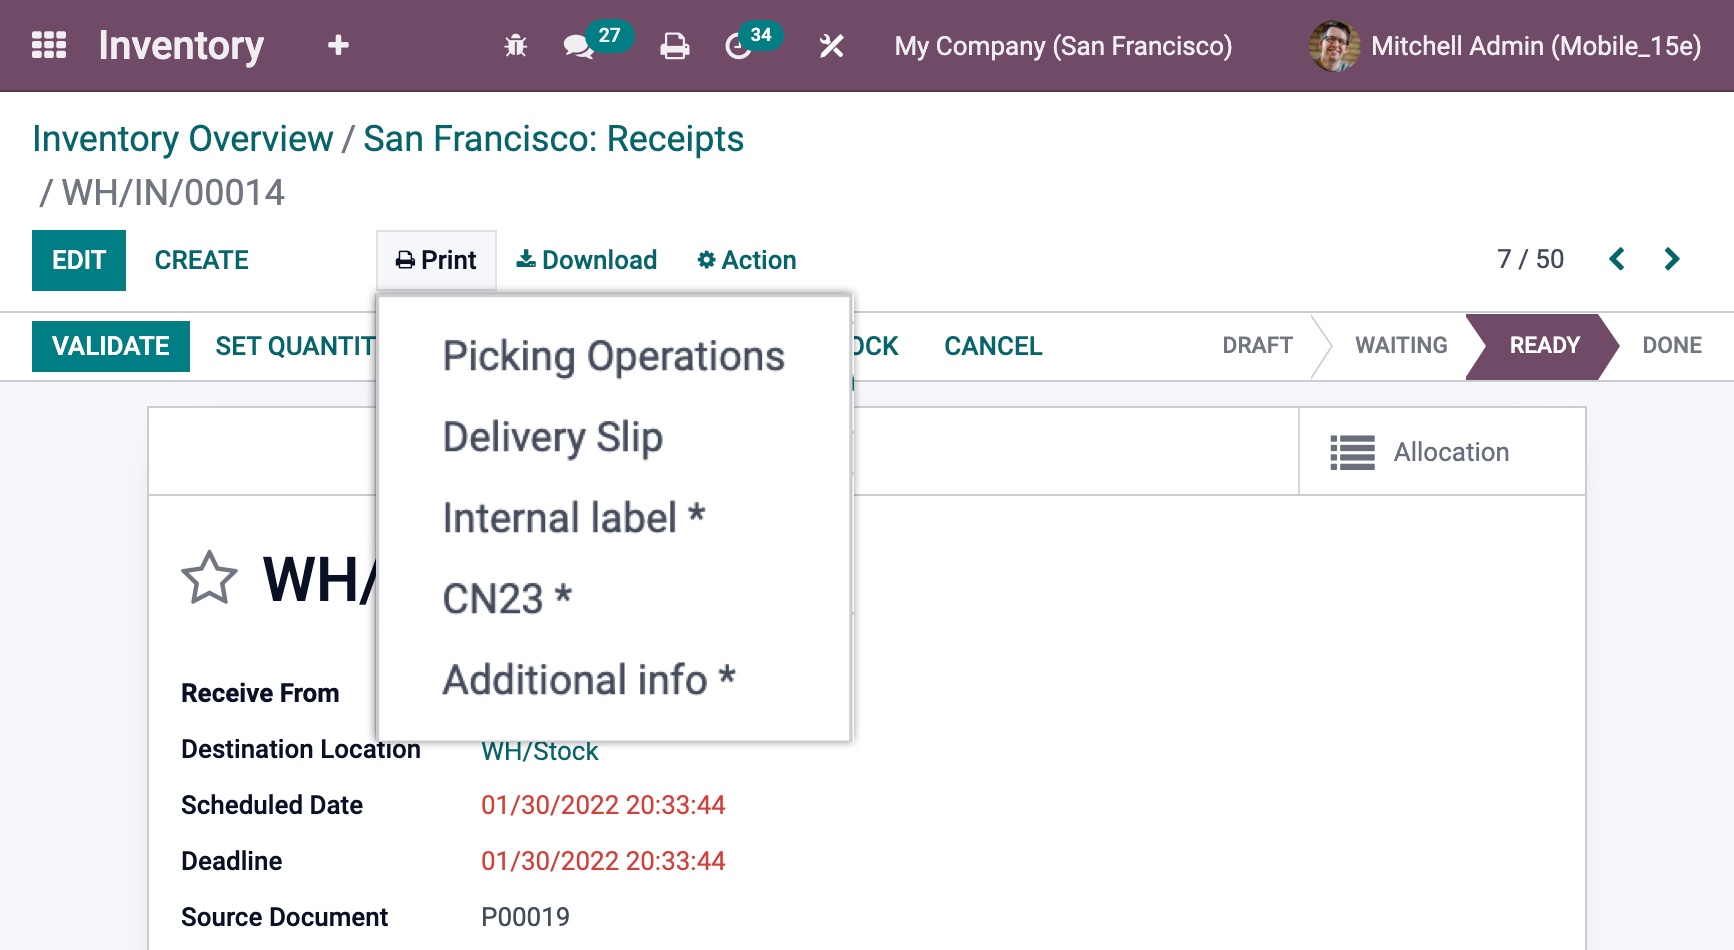 Inventory + 27 34 My Company (San Francisco) Mitchell Admin (Mobile_15e)
Inventory Overview / San Francisco: Receipts
/ WH/IN/00014
EDIT CREATE Print Download Action 7 / 50
VALIDATE SET QUANTIT OCK CANCEL DRAFT WAITING READY DONE
Picking Operations
Delivery Slip
Internal label *
CN23 *
Additional info *
Allocation
WH/
Receive From
Destination Location WH/Stock
Scheduled Date 01/30/2022 20:33:44
Deadline 01/30/2022 20:33:44
Source Document P00019